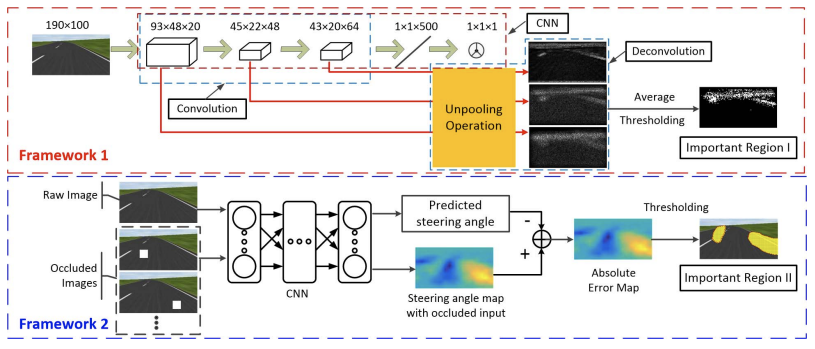 190×100
93×48×20
45×22×48
43×20×64
1×1×500
1×1×1
CNN
Deconvolution
Convolution
Unpooling
Operation
Average
Thresholding
Important Region I
Framework 1
Raw Image
Occluded
Images
CNN
Predicted
steering angle
-
+
Steering angle map
with occluded input
Absolute
Error Map
Thresholding
Important Region II
Framework 2